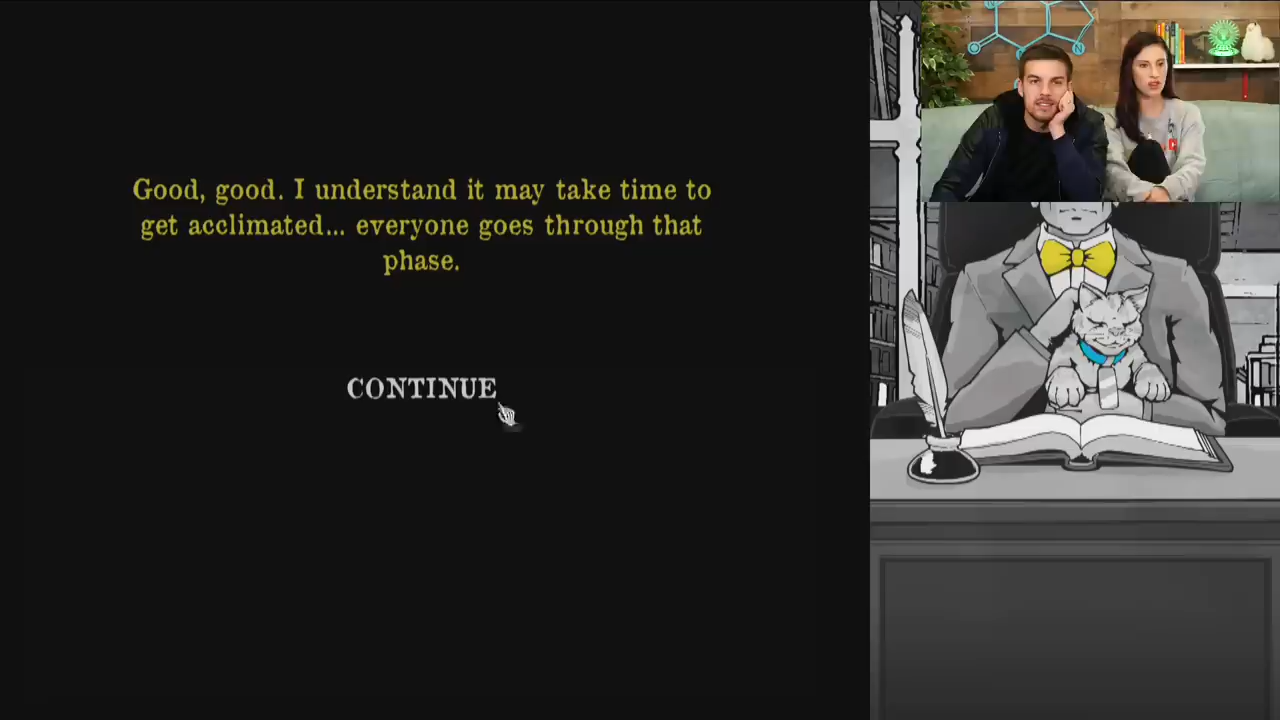 Good, good. I understand it may take time to
get acclimated... everyone goes through that
phase.
CONTINUE